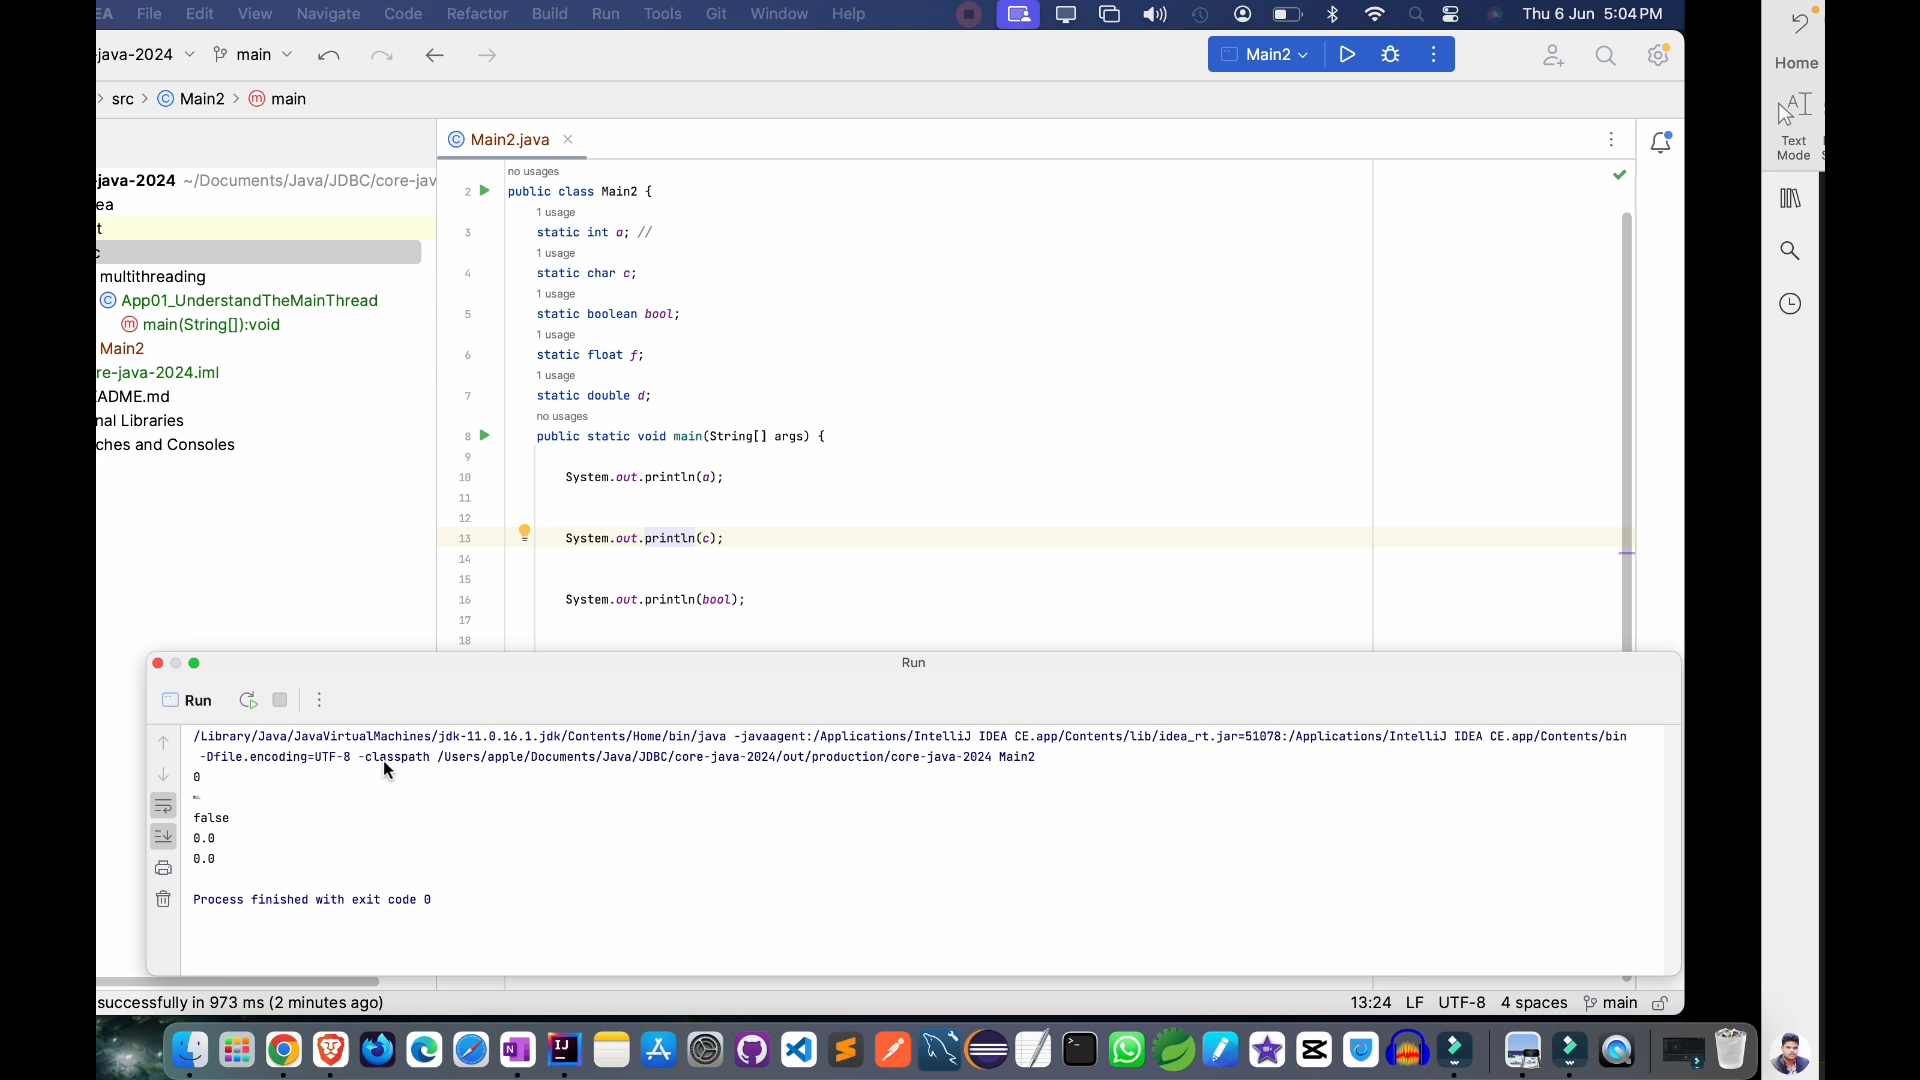 EA File Edit View Navigate Code Refactor Build Run Tools Git Window Help Thu 6 Jun 5:04 PM
-java-2024 main Main2
src Main2 main
Main2.java
-java-2024 ~/Documents/Java/JDBC/core-jav
ea
t
c
multithreading
App01_UnderstandTheMainThread
main(String[]):void
Main2
re-java-2024.iml
ADME.md
nal Libraries
ches and Consoles
no usages
2 public class Main2 {
1 usage
3 static int a; //
1 usage
4 static char c;
1 usage
5 static boolean bool;
1 usage
6 static float f;
1 usage
7 static double d;
no usages
8 public static void main(String[] args) {
9
10 System.out.println(a);
11
12
13 System.out.println(c);
14
15
16 System.out.println(bool);
17
18
Run
Run
/Library/Java/JavaVirtualMachines/jdk-11.0.16.1.jdk/Contents/Home/bin/java -javaagent:/Applications/IntelliJ IDEA CE.app/Contents/lib/idea_rt.jar=51078:/Applications/IntelliJ IDEA CE.app/Contents/bin
-Dfile.encoding=UTF-8 -classpath /Users/apple/Documents/Java/JDBC/core-java-2024/out/production/core-java-2024 Main2
0
false
0.0
0.0
Process finished with exit code 0
successfully in 973 ms (2 minutes ago) 13:24 LF UTF-8 4 spaces main
Home
Text
Mode